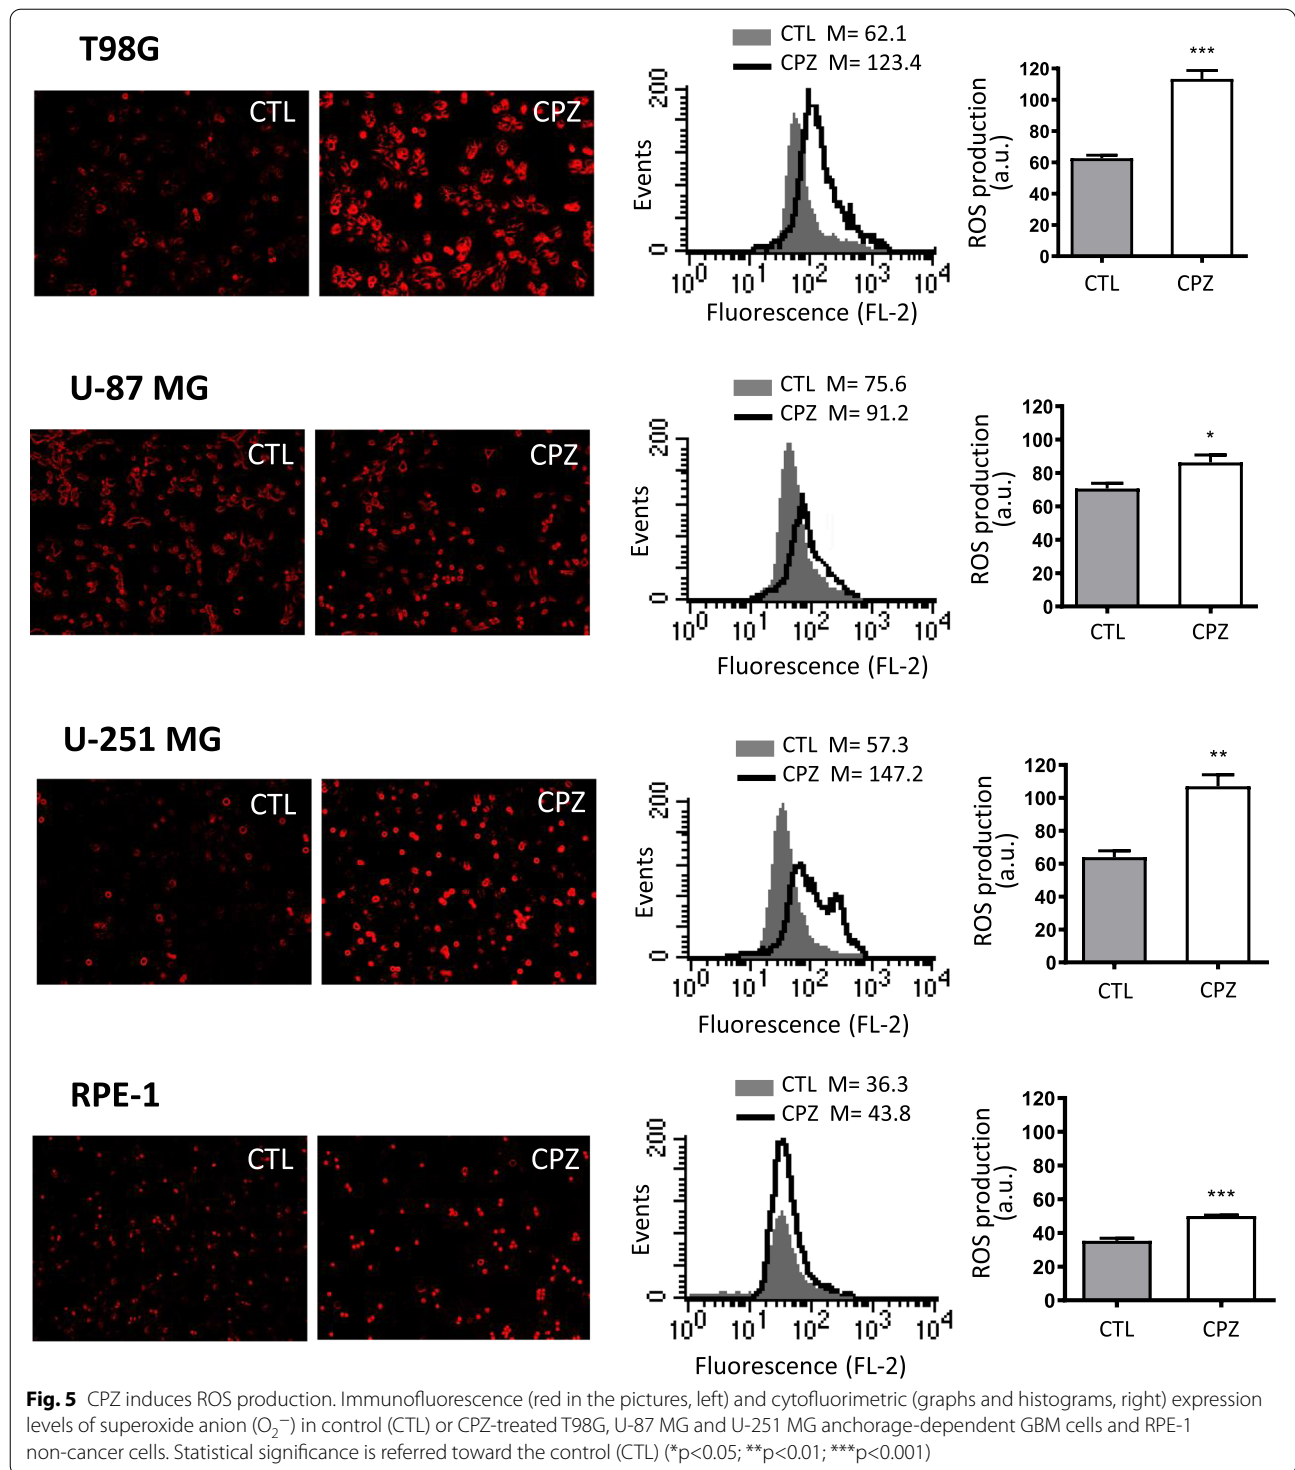 T98G
CTL
CPZ
CTL M= 62.1
CPZ M= 123.4
200
0
Events
10^0 10^1 10^2 10^3 10^4
Fluorescence (FL-2)
***
ROS production
(a.u.)
120
100
80
60
40
20
0
CTL CPZ
U-87 MG
CTL
CPZ
CTL M= 75.6
CPZ M= 91.2
200
0
Events
10^0 10^1 10^2 10^3 10^4
Fluorescence (FL-2)
*
ROS production
(a.u.)
120
100
80
60
40
20
0
CTL CPZ
U-251 MG
CTL
CPZ
CTL M= 57.3
CPZ M= 147.2
200
0
Events
10^0 10^1 10^2 10^3 10^4
Fluorescence (FL-2)
**
ROS production
(a.u.)
120
100
80
60
40
20
0
CTL CPZ
RPE-1
CTL
CPZ
CTL M= 36.3
CPZ M= 43.8
200
0
Events
10^0 10^1 10^2 10^3 10^4
Fluorescence (FL-2)
***
ROS production
(a.u.)
120
100
80
60
40
20
0
CTL CPZ
Fig. 5 CPZ induces ROS production. Immunofluorescence (red in the pictures, left) and cytofluorimetric (graphs and histograms, right) expression
levels of superoxide anion (O₂⁻) in control (CTL) or CPZ-treated T98G, U-87 MG and U-251 MG anchorage-dependent GBM cells and RPE-1
non-cancer cells. Statistical significance is referred toward the control (CTL) (*p<0.05; **p<0.01; ***p<0.001)